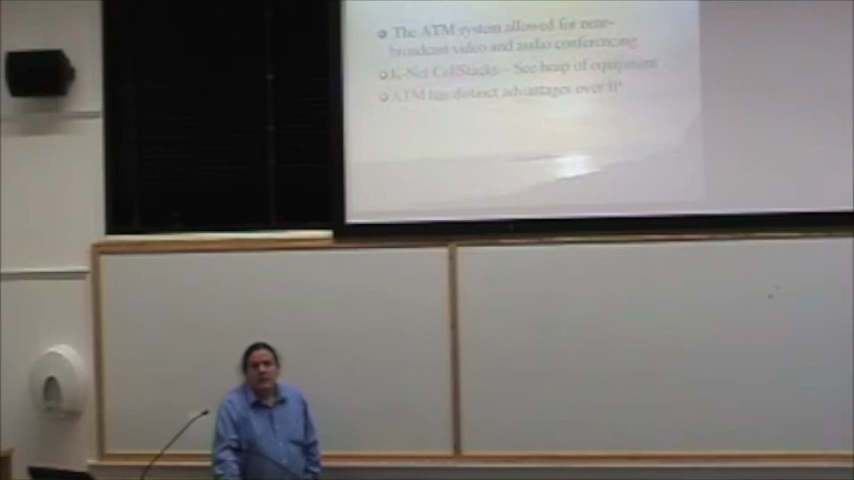 The ATM system allowed for near-
broadcast video and audio conferencing
K-Net CellStacks – See heap of equipment
ATM has distinct advantages over IP